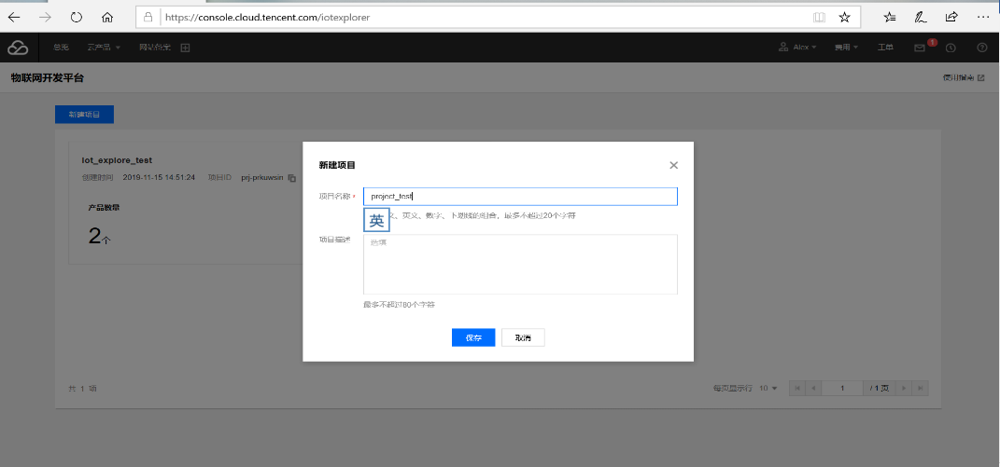 https://console.cloud.tencent.com/iotexplorer
总览 云产品 网站备案 Alex 费用 工单 1
物联网开发平台 使用指南
新建项目
iot_explore_test
创建时间 2019-11-15 14:51:24 项目ID prj-prkuwsin
产品数量
2个
新建项目
项目名称 * project_test
英 文、英文、数字、下划线的组合，最多不超过20个字符
项目描述 选填
最多不超过80个字符
保存 取消
共 1 项 每页显示行 10 1 / 1 页